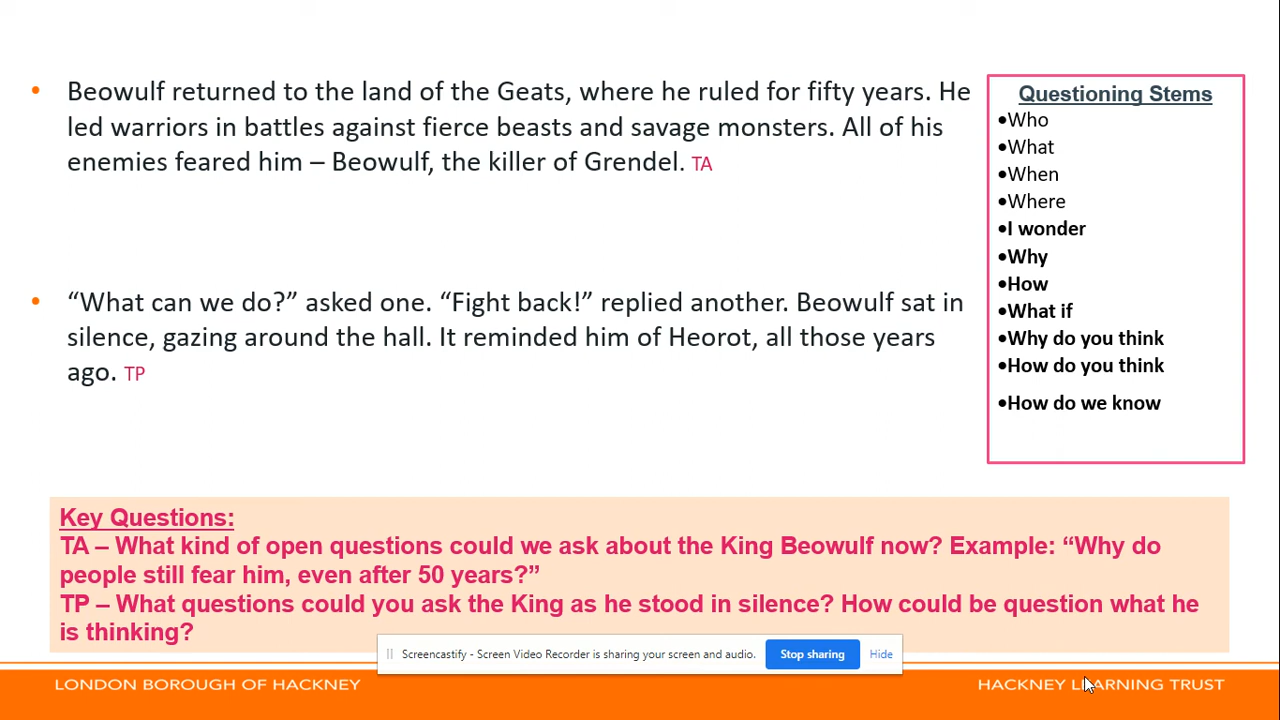 • Beowulf returned to the land of the Geats, where he ruled for fifty years. He
led warriors in battles against fierce beasts and savage monsters. All of his
enemies feared him – Beowulf, the killer of Grendel. TA
• “What can we do?” asked one. “Fight back!” replied another. Beowulf sat in
silence, gazing around the hall. It reminded him of Heorot, all those years
ago. TP
Questioning Stems
•Who
•What
•When
•Where
•I wonder
•Why
•How
•What if
•Why do you think
•How do you think
•How do we know
Key Questions:
TA – What kind of open questions could we ask about the King Beowulf now? Example: “Why do
people still fear him, even after 50 years?”
TP – What questions could you ask the King as he stood in silence? How could be question what he
is thinking?
Screencastify - Screen Video Recorder is sharing your screen and audio. Stop sharing Hide
LONDON BOROUGH OF HACKNEY
HACKNEY LEARNING TRUST